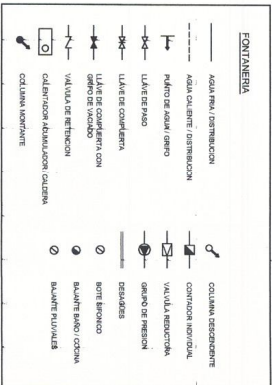 FONTANERIA
AGUA FRIA / DISTRIBUCION
AGUA CALIENTE / DISTRIBUCION
PUNTO DE AGUA / GRIFO
LLAVE DE PASO
LLAVE DE COMPUERTA
LLAVE DE COMPUERTA CON
GRIFO DE VACIADO
VALVULA DE RETENCION
CALENTADOR ACUMULADOR / CALDERA
COLUMNA MONTANTE
COLUMNA DESCENDENTE
CONTADOR INDIVIDUAL
VALVULA REDUCTORA
GRUPO DE PRESION
DESAGÜES
BOTE SIFONICO
BAJANTE BAÑO / COCINA
BAJANTE PLUVIALES